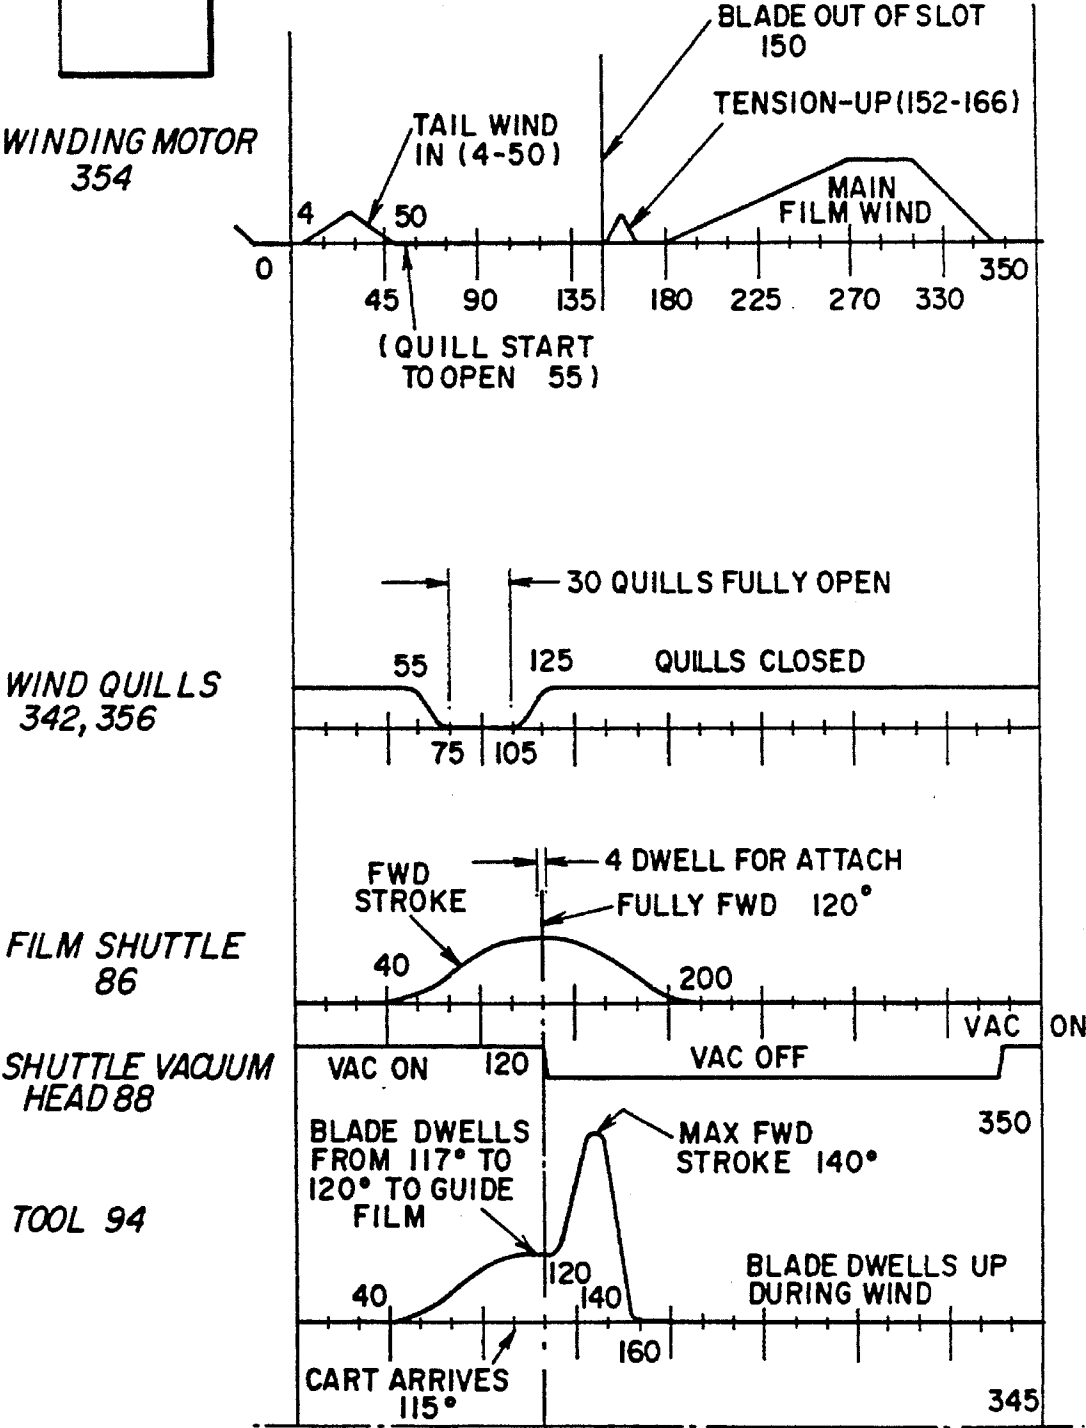 BLADE OUT OF SLOT
150
WINDING MOTOR
354
TAIL WIND
IN (4-50)
TENSION-UP(152-166)
4
50
MAIN
FILM WIND
0
45
90
135
180
225
270
330
350
(QUILL START
TO OPEN 55)
30 QUILLS FULLY OPEN
WIND QUILLS
342, 356
55
125
QUILLS CLOSED
75
105
4 DWELL FOR ATTACH
FWD
STROKE
FULLY FWD 120°
FILM SHUTTLE
86
40
200
VAC ON
SHUTTLE VACUUM
HEAD 88
VAC ON
120
VAC OFF
350
BLADE DWELLS
FROM 117° TO
120° TO GUIDE
FILM
MAX FWD
STROKE 140°
TOOL 94
40
120
140
160
BLADE DWELLS UP
DURING WIND
CART ARRIVES
115°
345